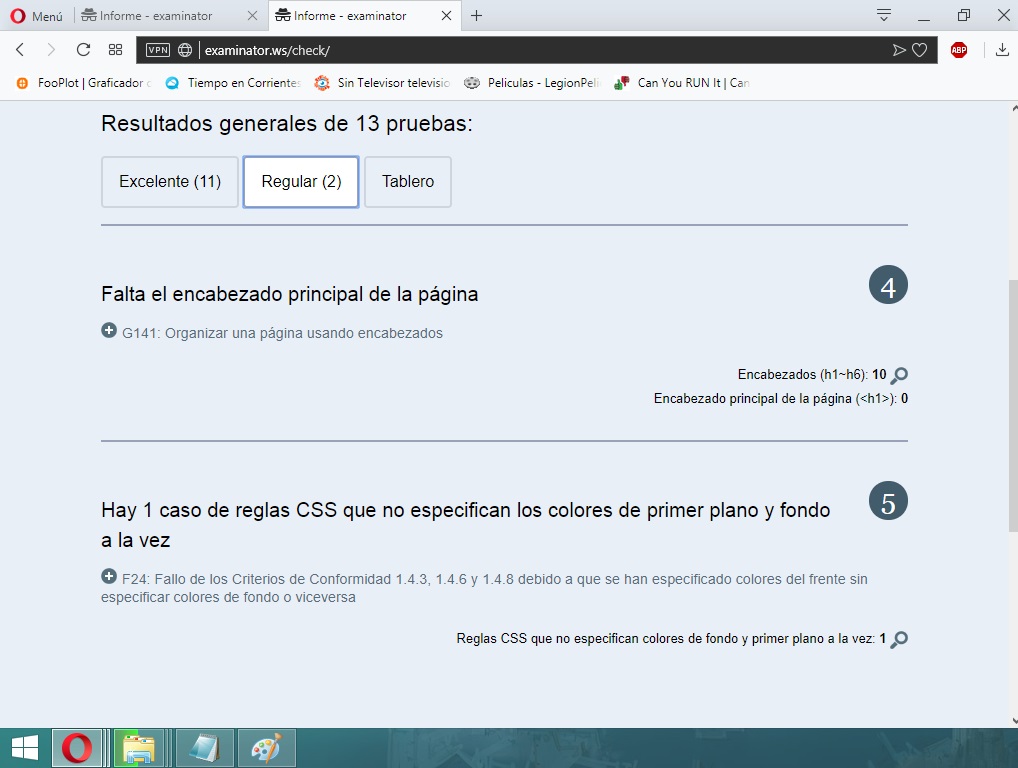 Menú
Informe - examinator
Informe - examinator
VPN
examinator.ws/check/
ABP
FooPlot | Graficador
Tiempo en Corrientes
Sin Televisor televisio
Películas - LegionPeli
Can You RUN It | Can
Resultados generales de 13 pruebas:
Excelente (11)
Regular (2)
Tablero
Falta el encabezado principal de la página
4
G141: Organizar una página usando encabezados
Encabezados (h1~h6): 10
Encabezado principal de la página (<h1>): 0
Hay 1 caso de reglas CSS que no especifican los colores de primer plano y fondo
a la vez
5
F24: Fallo de los Criterios de Conformidad 1.4.3, 1.4.6 y 1.4.8 debido a que se han especificado colores del frente sin
especificar colores de fondo o viceversa
Reglas CSS que no especifican colores de fondo y primer plano a la vez: 1